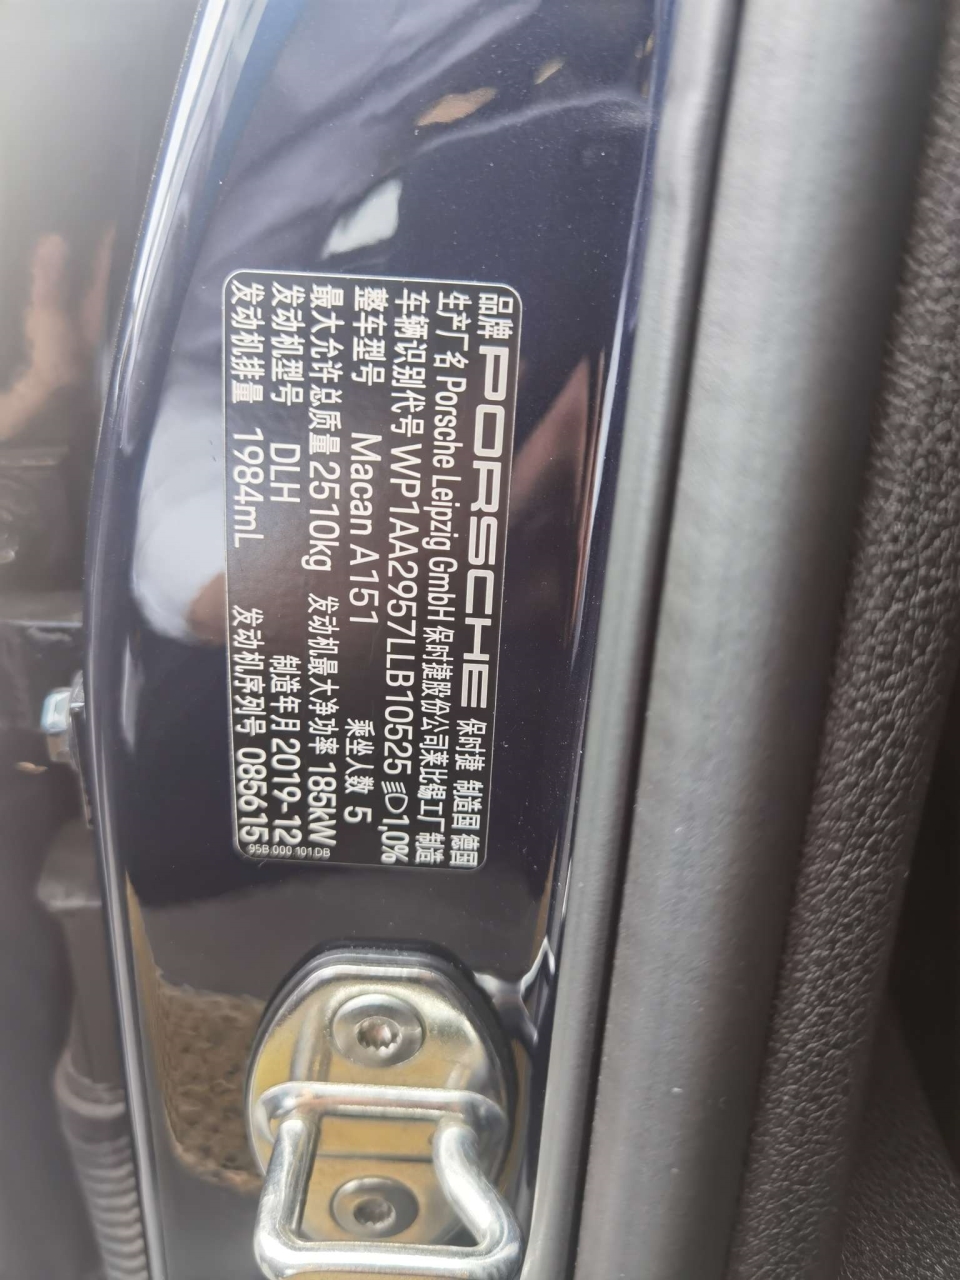 品牌 PORSCHE 保时捷 制造国 德国
生产厂名 Porsche Leipzig GmbH 保时捷股份公司莱比锡工厂 制造
车辆识别代号 WP1AA2957LLB10525 1,0%
整车型号 Macan A151 乘坐人数 5
最大允许总质量 2510kg 发动机最大净功率 185kW
发动机型号 DLH 制造年月 2019-12
发动机排量 1984mL 发动机序列号 085615
95B 000 101 DB